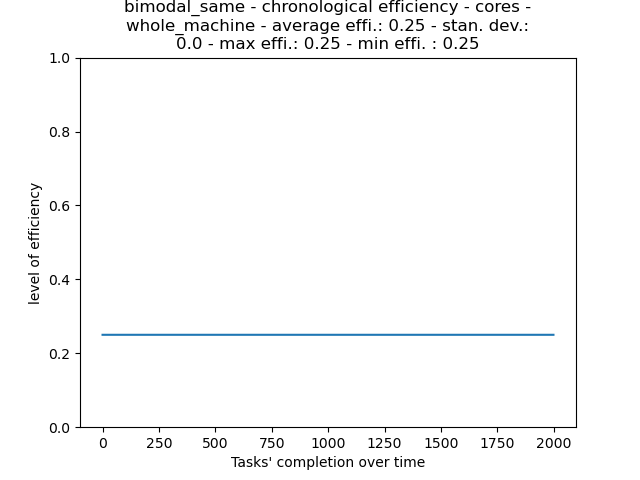 bimodal_same - chronological efficiency - cores -
whole_machine - average effi.: 0.25 - stan. dev.:
0.0 - max effi.: 0.25 - min effi. : 0.25
1.0
0.8
0.6
0.4
0.2
0.0
level of efficiency
0 250 500 750 1000 1250 1500 1750 2000
Tasks' completion over time